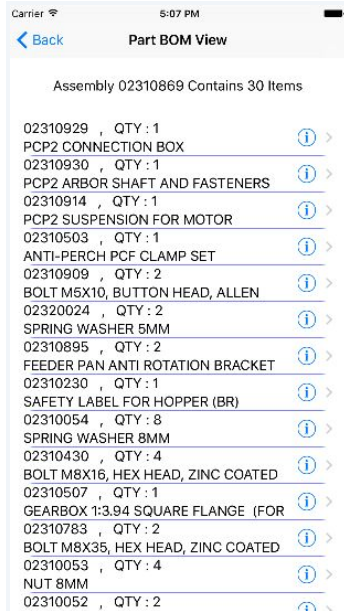 Carrier 5:07 PM
Back Part BOM View
Assembly 02310869 Contains 30 Items
02310929 , QTY : 1
PCP2 CONNECTION BOX
02310930 , QTY : 1
PCP2 ARBOR SHAFT AND FASTENERS
02310914 , QTY : 1
PCP2 SUSPENSION FOR MOTOR
02310503 , QTY : 1
ANTI-PERCH PCF CLAMP SET
02310909 , QTY : 2
BOLT M5X10, BUTTON HEAD, ALLEN
02320024 , QTY : 2
SPRING WASHER 5MM
02310895 , QTY : 2
FEEDER PAN ANTI ROTATION BRACKET
02310230 , QTY : 1
SAFETY LABEL FOR HOPPER (BR)
02310054 , QTY : 8
SPRING WASHER 8MM
02310430 , QTY : 4
BOLT M8X16, HEX HEAD, ZINC COATED
02310507 , QTY : 1
GEARBOX 1:3.94 SQUARE FLANGE (FOR
02310783 , QTY : 2
BOLT M8X35, HEX HEAD, ZINC COATED
02310053 , QTY : 4
NUT 8MM
02310052 , QTY : 2